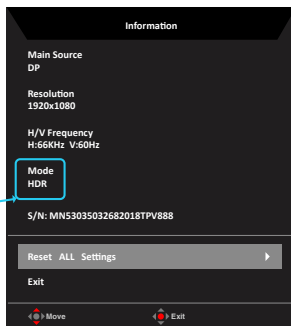 Information
Main Source
DP
Resolution
1920x1080
H/V Frequency
H:66KHz V:60Hz
Mode
HDR
S/N: MN53035032682018TPV888
Reset ALL Settings
Exit
Move Exit